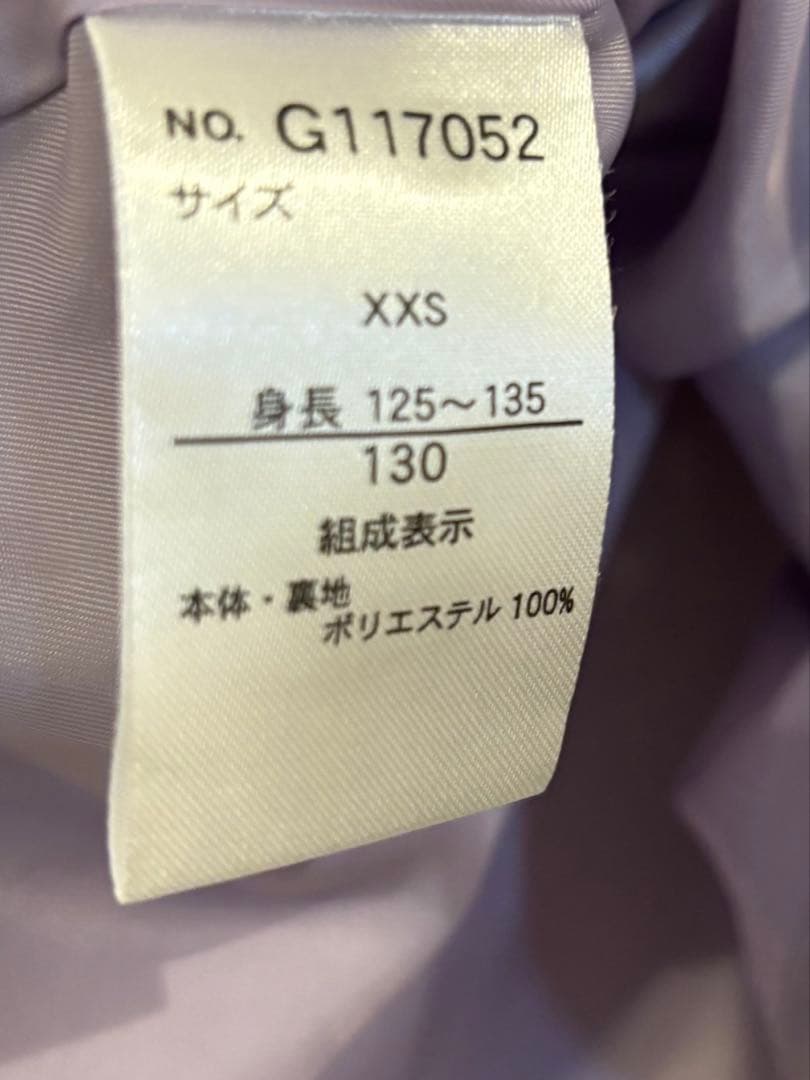 NO. G117052
サイズ
XXS
身長 125～135
130
組成表示
本体・裏地
ポリエステル 100%